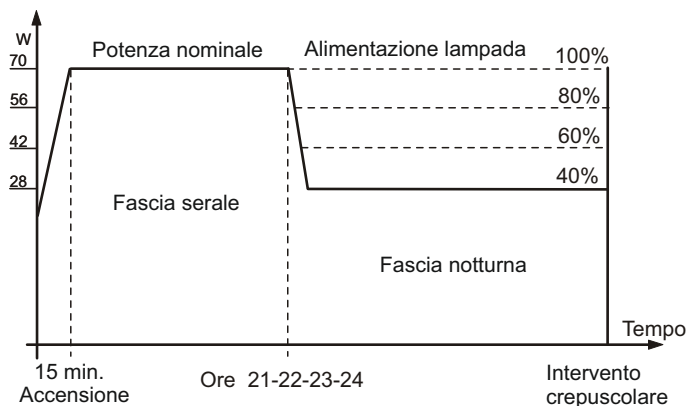 w
Potenza nominale
Alimentazione lampada
100%
70
80%
56
60%
42
40%
28
Fascia serale
Fascia notturna
Tempo
15 min.
Accensione
Ore 21-22-23-24
Intervento
crepuscolare